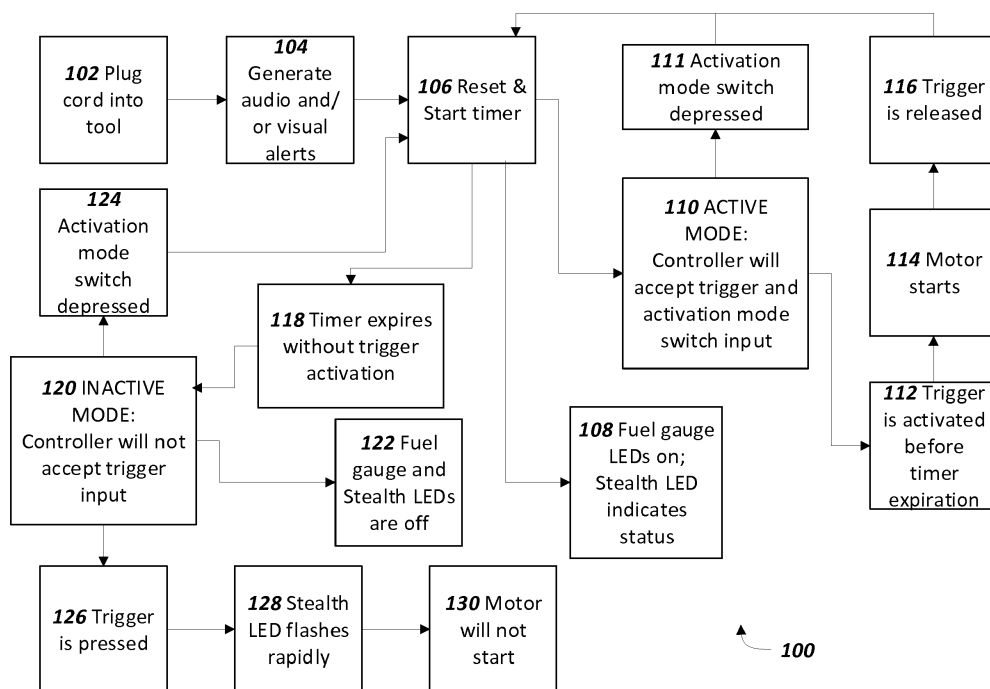 102 Plug
cord into
tool
104
Generate
audio and/
or visual
alerts
106 Reset &
Start timer
111 Activation
mode switch
depressed
116 Trigger
is released
124
Activation
mode
switch
depressed
110 ACTIVE
MODE:
Controller will
accept trigger and
activation mode
switch input
114 Motor
starts
118 Timer expires
without trigger
activation
120 INACTIVE
MODE:
Controller will not
accept trigger
input
122 Fuel
gauge and
Stealth LEDs
are off
108 Fuel gauge
LEDs on;
Stealth LED
indicates
status
112 Trigger
is activated
before
timer
expiration
126 Trigger
is pressed
128 Stealth
LED flashes
rapidly
130 Motor
will not
start
100